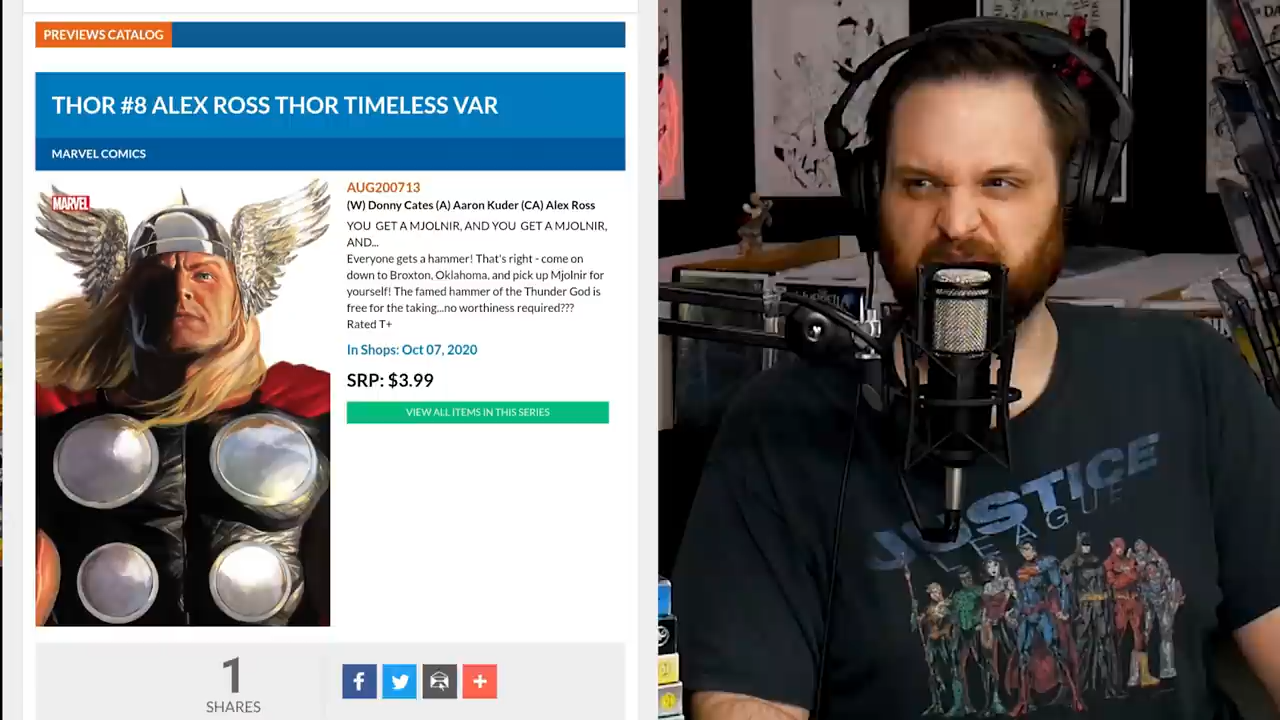 PREVIEWS CATALOG
THOR #8 ALEX ROSS THOR TIMELESS VAR
MARVEL COMICS
MARVEL
AUG200713
(W) Donny Cates (A) Aaron Kuder (CA) Alex Ross
YOU GET A MJOLNIR, AND YOU GET A MJOLNIR,
AND...
Everyone gets a hammer! That's right - come on
down to Broxton, Oklahoma, and pick up Mjolnir for
yourself! The famed hammer of the Thunder God is
free for the taking...no worthiness required???
Rated T+
In Shops: Oct 07, 2020
SRP: $3.99
VIEW ALL ITEMS IN THIS SERIES
1
SHARES
JUSTICE
LEAGUE